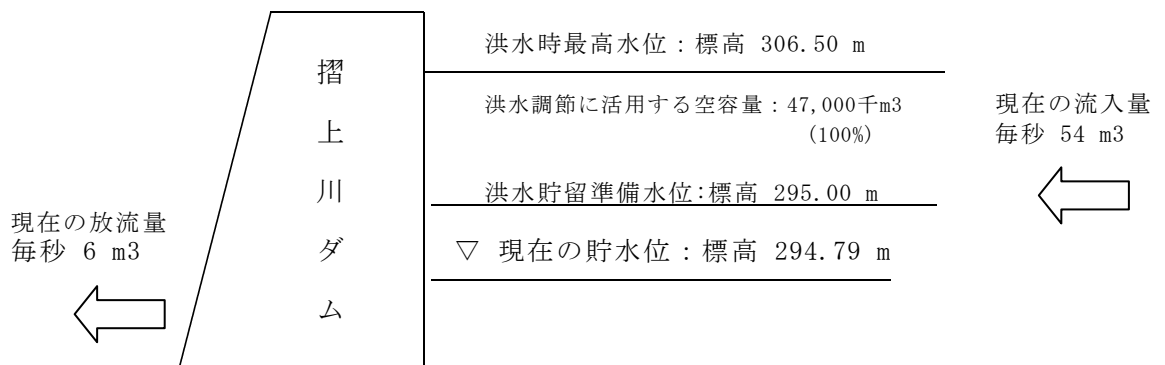 洪水時最高水位：標高 306.50 m
洪水調節に活用する空容量：47,000千m3
(100%)
現在の流入量
毎秒 54 m3
摺上川ダム
洪水貯留準備水位:標高 295.00 m
現在の放流量
毎秒 6 m3
▽ 現在の貯水位：標高 294.79 m